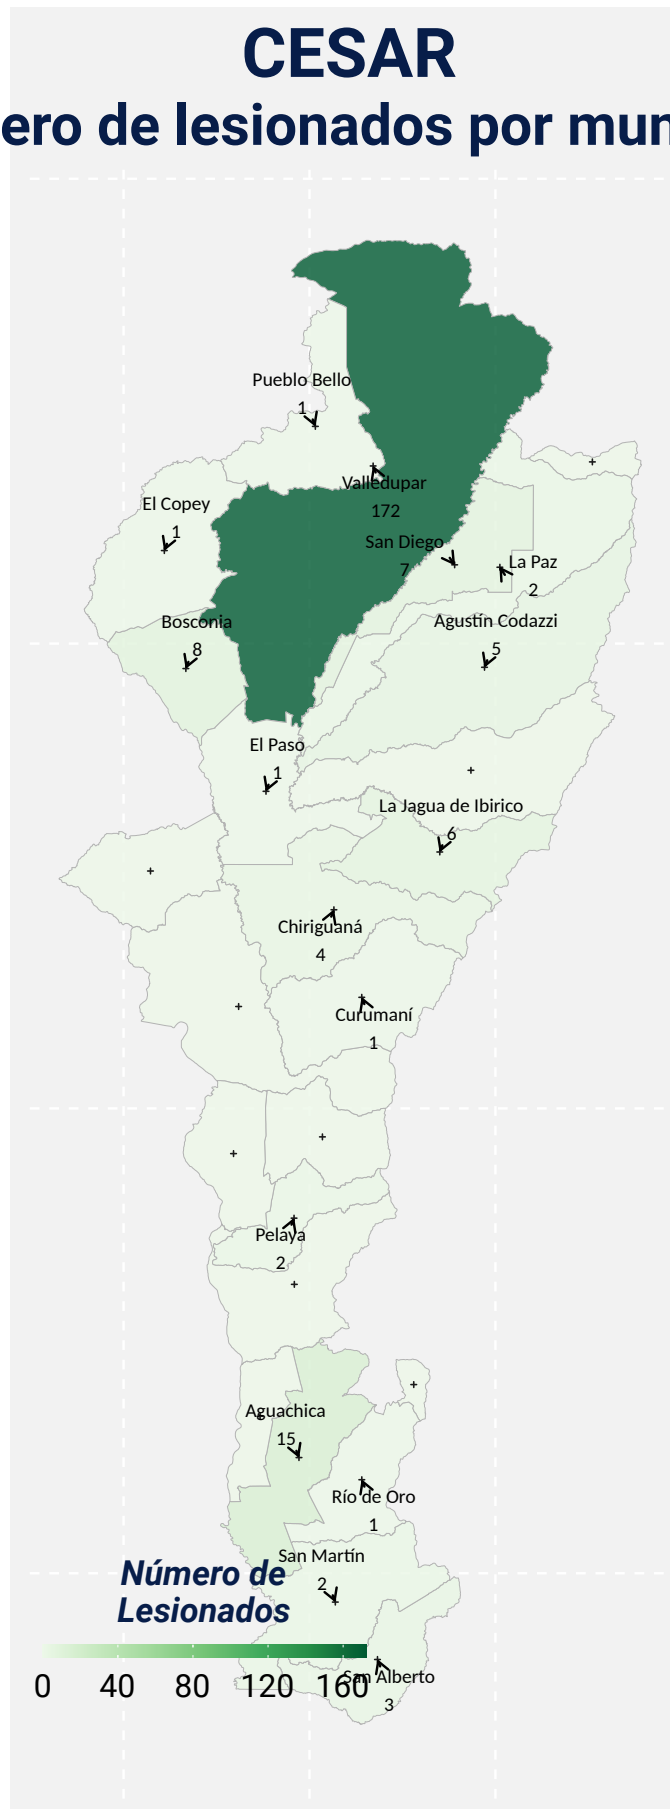 CESAR
ero de lesionados por mun
Pueblo Bello
1
Valledupar
172
El Copey
1
San Diego
7
La Paz
2
Bosconia
8
Agustín Codazzi
5
El Paso
1
La Jagua de Ibirico
6
Chiriguaná
4
Curumaní
1
Pelaya
2
Aguachica
15
Río de Oro
1
San Martín
2
Número de
Lesionados
San Alberto
3
0 40 80 120 160